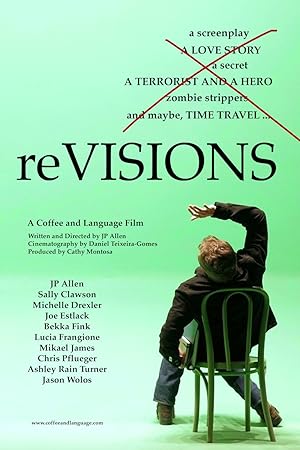 a screenplay
A LOVE STORY
a secret
A TERRORIST AND A HERO
zombie strippers
and maybe, TIME TRAVEL ...
reVISIONS
A Coffee and Language Film
Written and Directed by JP Allen
Cinematography by Daniel Teixeira-Gomes
Produced by Cathy Montosa
JP Allen
Sally Clawson
Michelle Drexler
Joe Estlack
Bekka Fink
Lucia Frangione
Mikael James
Chris Pflueger
Ashley Rain Turner
Jason Wolos
www.coffeeandlanguage.com